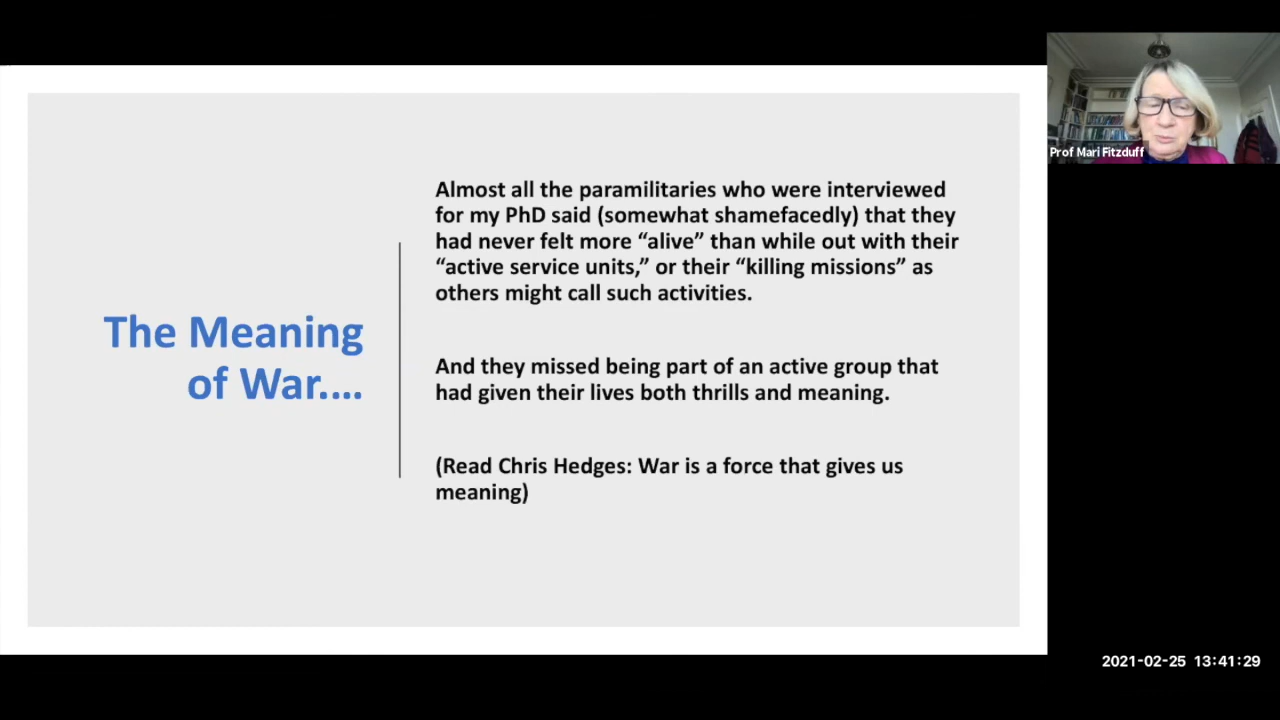 The Meaning
of War.…
Almost all the paramilitaries who were interviewed
for my PhD said (somewhat shamefacedly) that they
had never felt more “alive” than while out with their
“active service units,” or their “killing missions” as
others might call such activities.
And they missed being part of an active group that
had given their lives both thrills and meaning.
(Read Chris Hedges: War is a force that gives us
meaning)
Prof Mari Fitzduff
2021-02-25 13:41:29